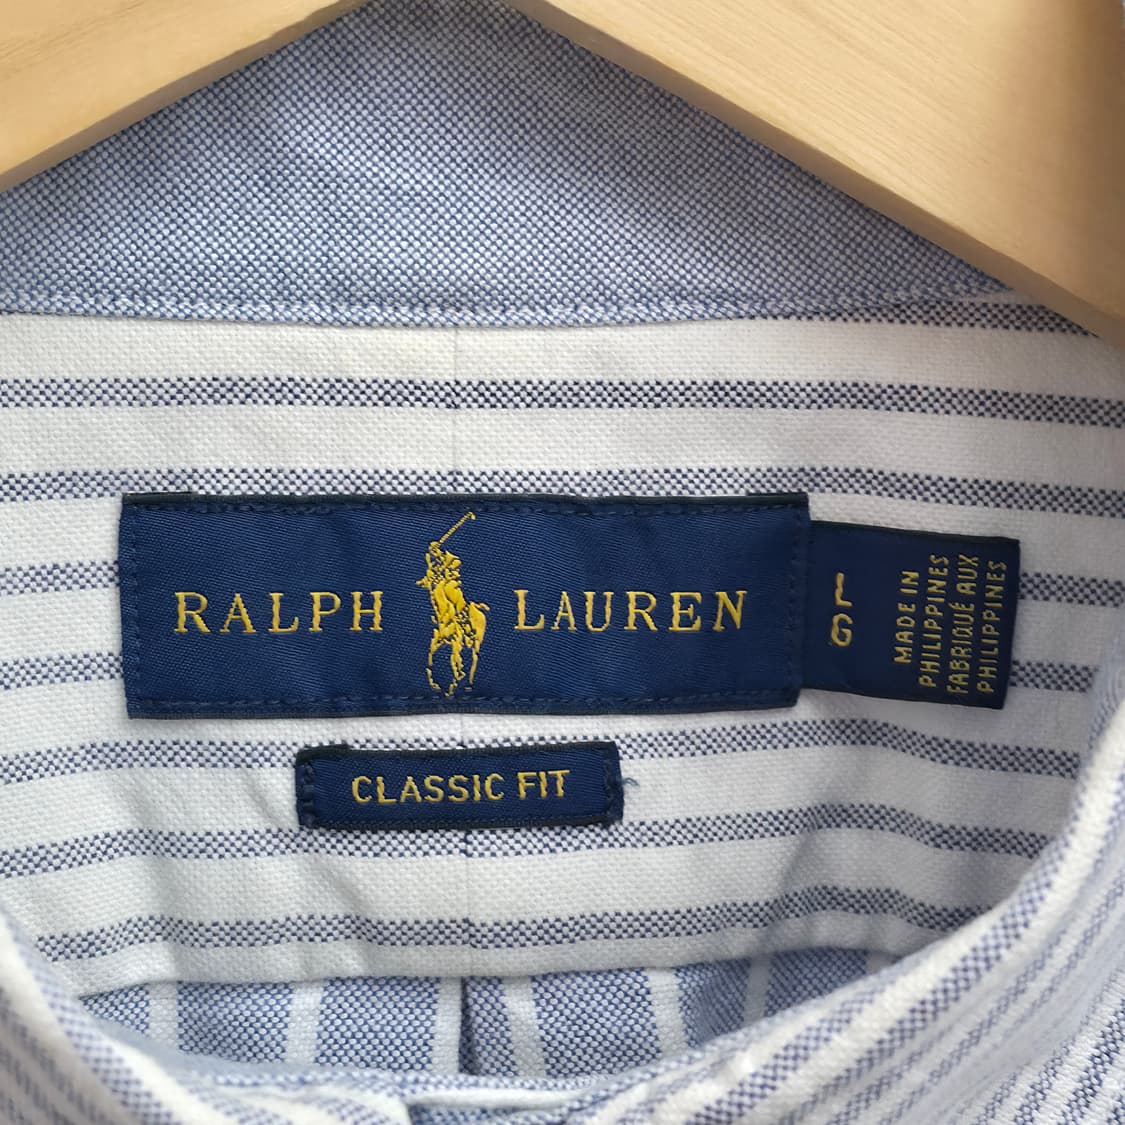 RALPH LAUREN
L
G
MADE IN
PHILIPPINES
FABRIQUÉ AUX
PHILIPPINES
CLASSIC FIT